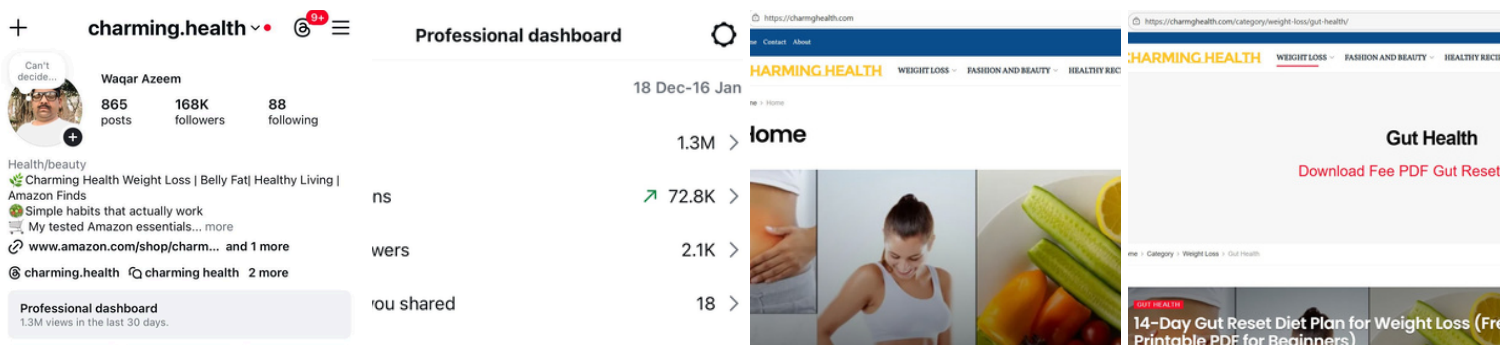 charming.health
9+
Can't
decide...
Waqar Azeem
865 168K 88
posts followers following
Health/beauty
🌿Charming Health Weight Loss | Belly Fat| Healthy Living |
Amazon Finds
🥗Simple habits that actually work
🛒 My tested Amazon essentials... more
www.amazon.com/shop/charm... and 1 more
charming.health charming health 2 more
Professional dashboard
1.3M views in the last 30 days.
Professional dashboard
18 Dec-16 Jan
1.3M
ns 72.8K
wers 2.1K
you shared 18
https://charmghealth.com
me Contact About
HARMING.HEALTH WEIGHT LOSS FASHION AND BEAUTY HEALTHY REC
me > Home
Home
https://charmghealth.com/category/weight-loss/gut-health/
CHARMING.HEALTH WEIGHT LOSS FASHION AND BEAUTY HEALTHY RECI
Gut Health
Download Fee PDF Gut Reset
me > Category > Weight Loss > Gut Health
GUT HEALTH
14-Day Gut Reset Diet Plan for Weight Loss (Fre
Printable PDF for Beginners)